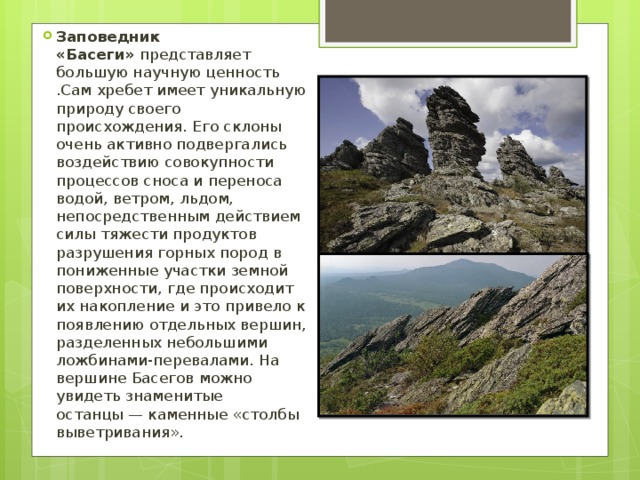 Заповедник
«Басеги» представляет
большую научную ценность
.Сам хребет имеет уникальную
природу своего
происхождения. Его склоны
очень активно подвергались
воздействию совокупности
процессов сноса и переноса
водой, ветром, льдом,
непосредственным действием
силы тяжести продуктов
разрушения горных пород в
пониженные участки земной
поверхности, где происходит
их накопление и это привело к
появлению отдельных вершин,
разделенных небольшими
ложбинами-перевалами. На
вершине Басегов можно
увидеть знаменитые
останцы — каменные «столбы
выветривания».